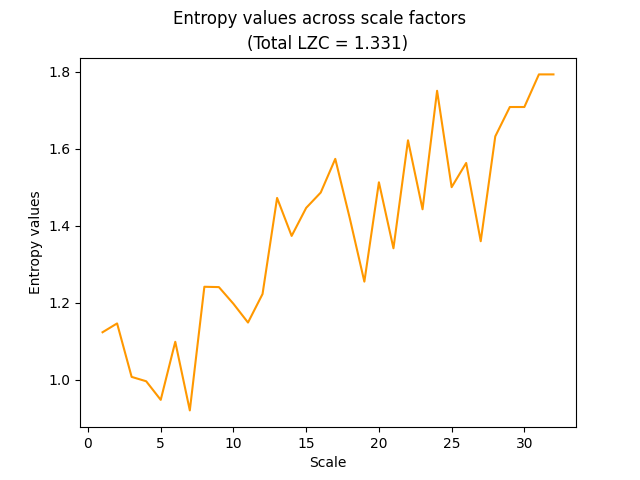 Entropy values across scale factors
(Total LZC = 1.331)
1.8
1.6
1.4
1.2
1.0
Entropy values
0 5 10 15 20 25 30
Scale